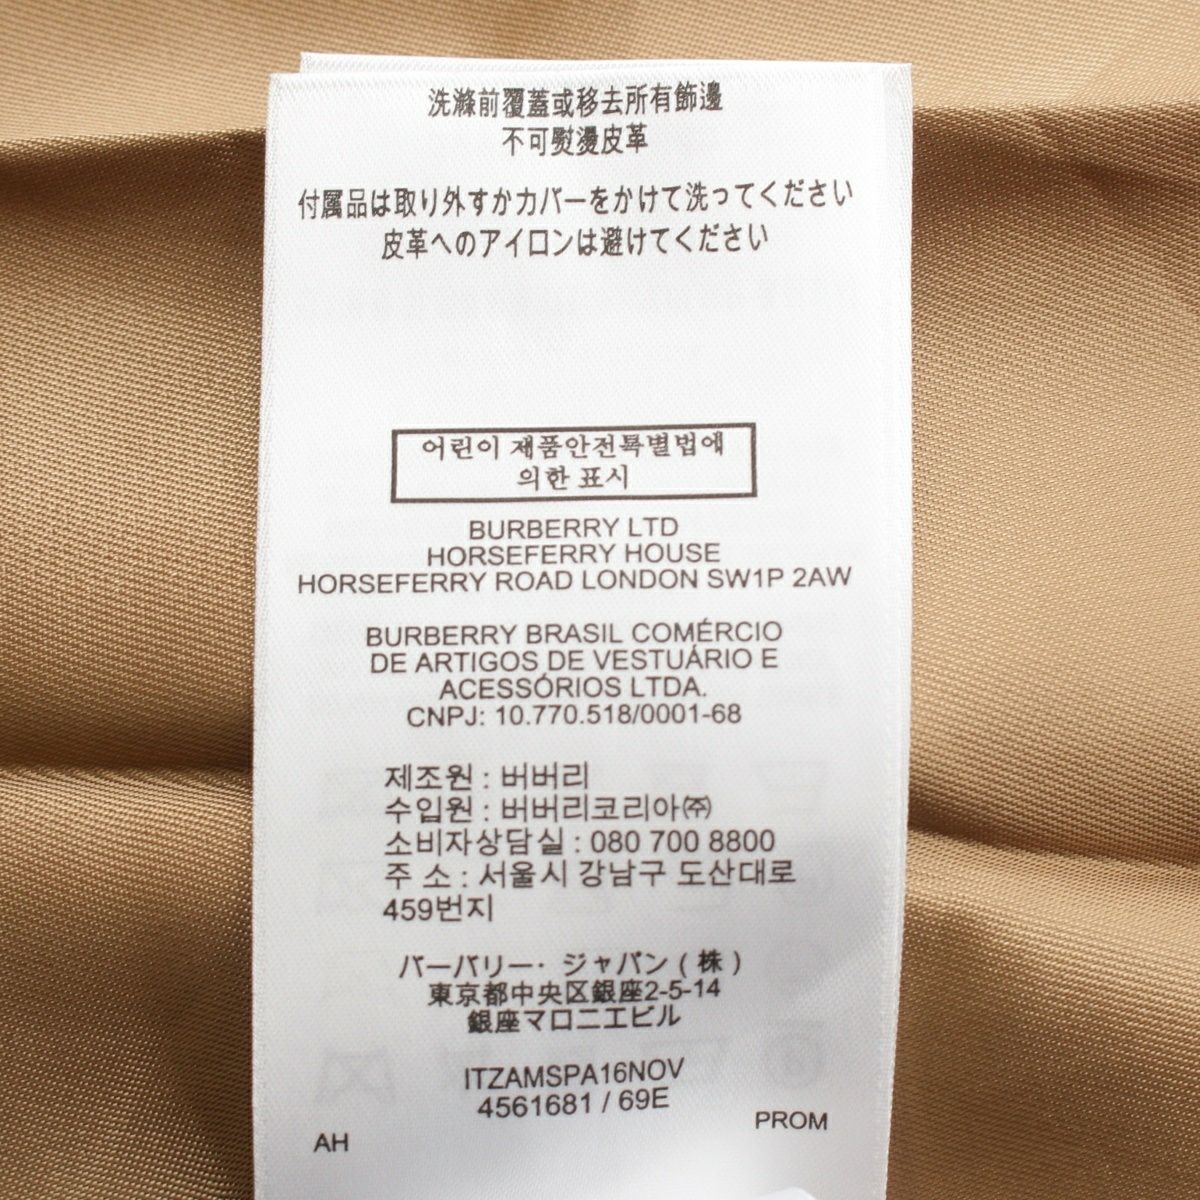 洗滌前覆蓋或移去所有飾邊
不可熨燙皮革
付属品は取り外すかカバーをかけて洗ってください
皮革へのアイロンは避けてください
어린이 제품안전특별법에
의한 표시
BURBERRY LTD
HORSEFERRY HOUSE
HORSEFERRY ROAD LONDON SW1P 2AW
BURBERRY BRASIL COMÉRCIO
DE ARTIGOS DE VESTUÁRIO E
ACESSÓRIOS LTDA.
CNPJ: 10.770.518/0001-68
제조원 : 버버리
수입원 : 버버리코리아㈜
소비자상담실 : 080 700 8800
주 소 : 서울시 강남구 도산대로
459번지
バーバリー・ジャパン ( 株 )
東京都中央区銀座2-5-14
銀座マロニエビル
ITZAMSPA16NOV
4561681 / 69E
AH
PROM